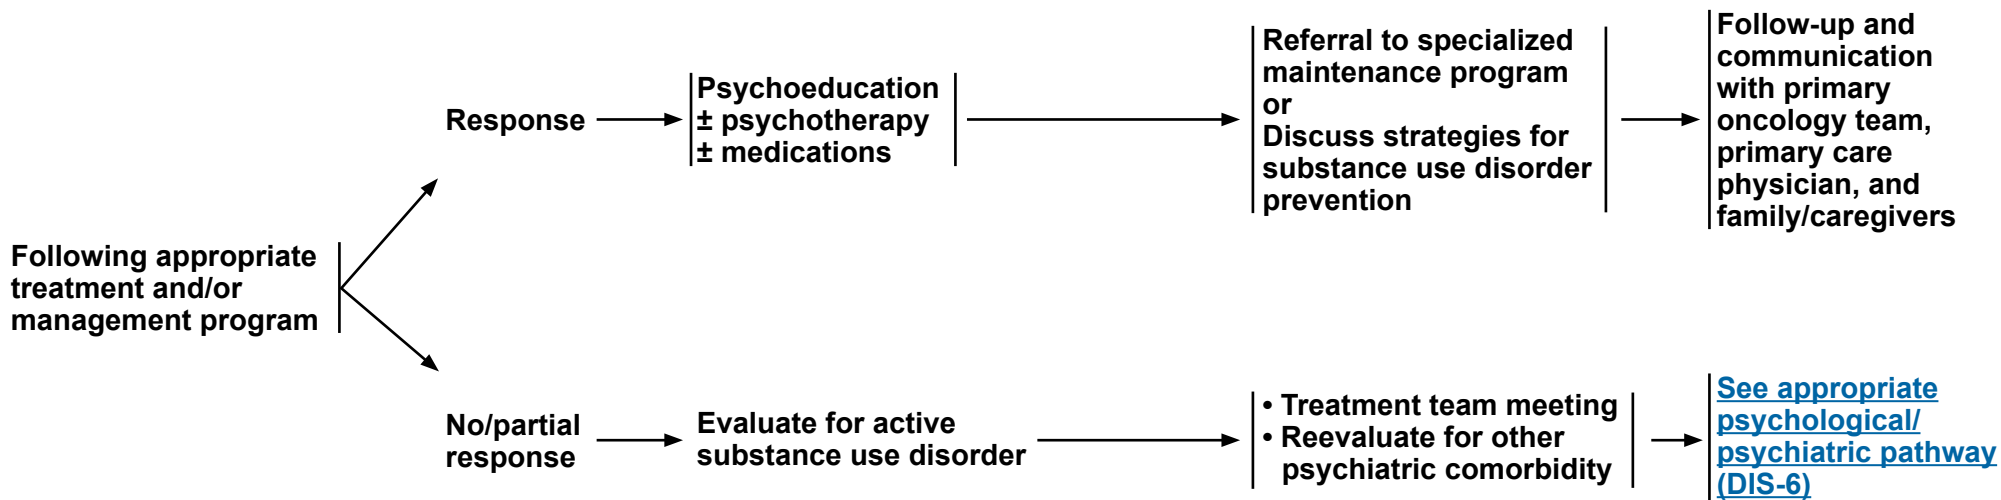 Following appropriate
treatment and/or
management program
Response
Psychoeducation
± psychotherapy
± medications
Referral to specialized
maintenance program
or
Discuss strategies for
substance use disorder
prevention
Follow-up and
communication
with primary
oncology team,
primary care
physician, and
family/caregivers
No/partial
response
Evaluate for active
substance use disorder
• Treatment team meeting
• Reevaluate for other
psychiatric comorbidity
See appropriate
psychological/
psychiatric pathway
(DIS-6)